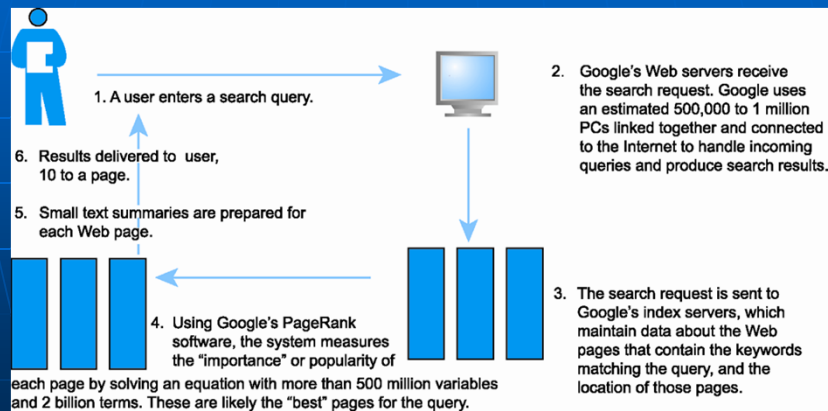 1. A user enters a search query.
2. Google's Web servers receive
the search request. Google uses
an estimated 500,000 to 1 million
PCs linked together and connected
to the Internet to handle incoming
queries and produce search results.
3. The search request is sent to
Google's index servers, which
maintain data about the Web
pages that contain the keywords
matching the query, and the
location of those pages.
4. Using Google's PageRank
software, the system measures
the "importance" or popularity of
each page by solving an equation with more than 500 million variables
and 2 billion terms. These are likely the "best" pages for the query.
5. Small text summaries are prepared for
each Web page.
6. Results delivered to user,
10 to a page.